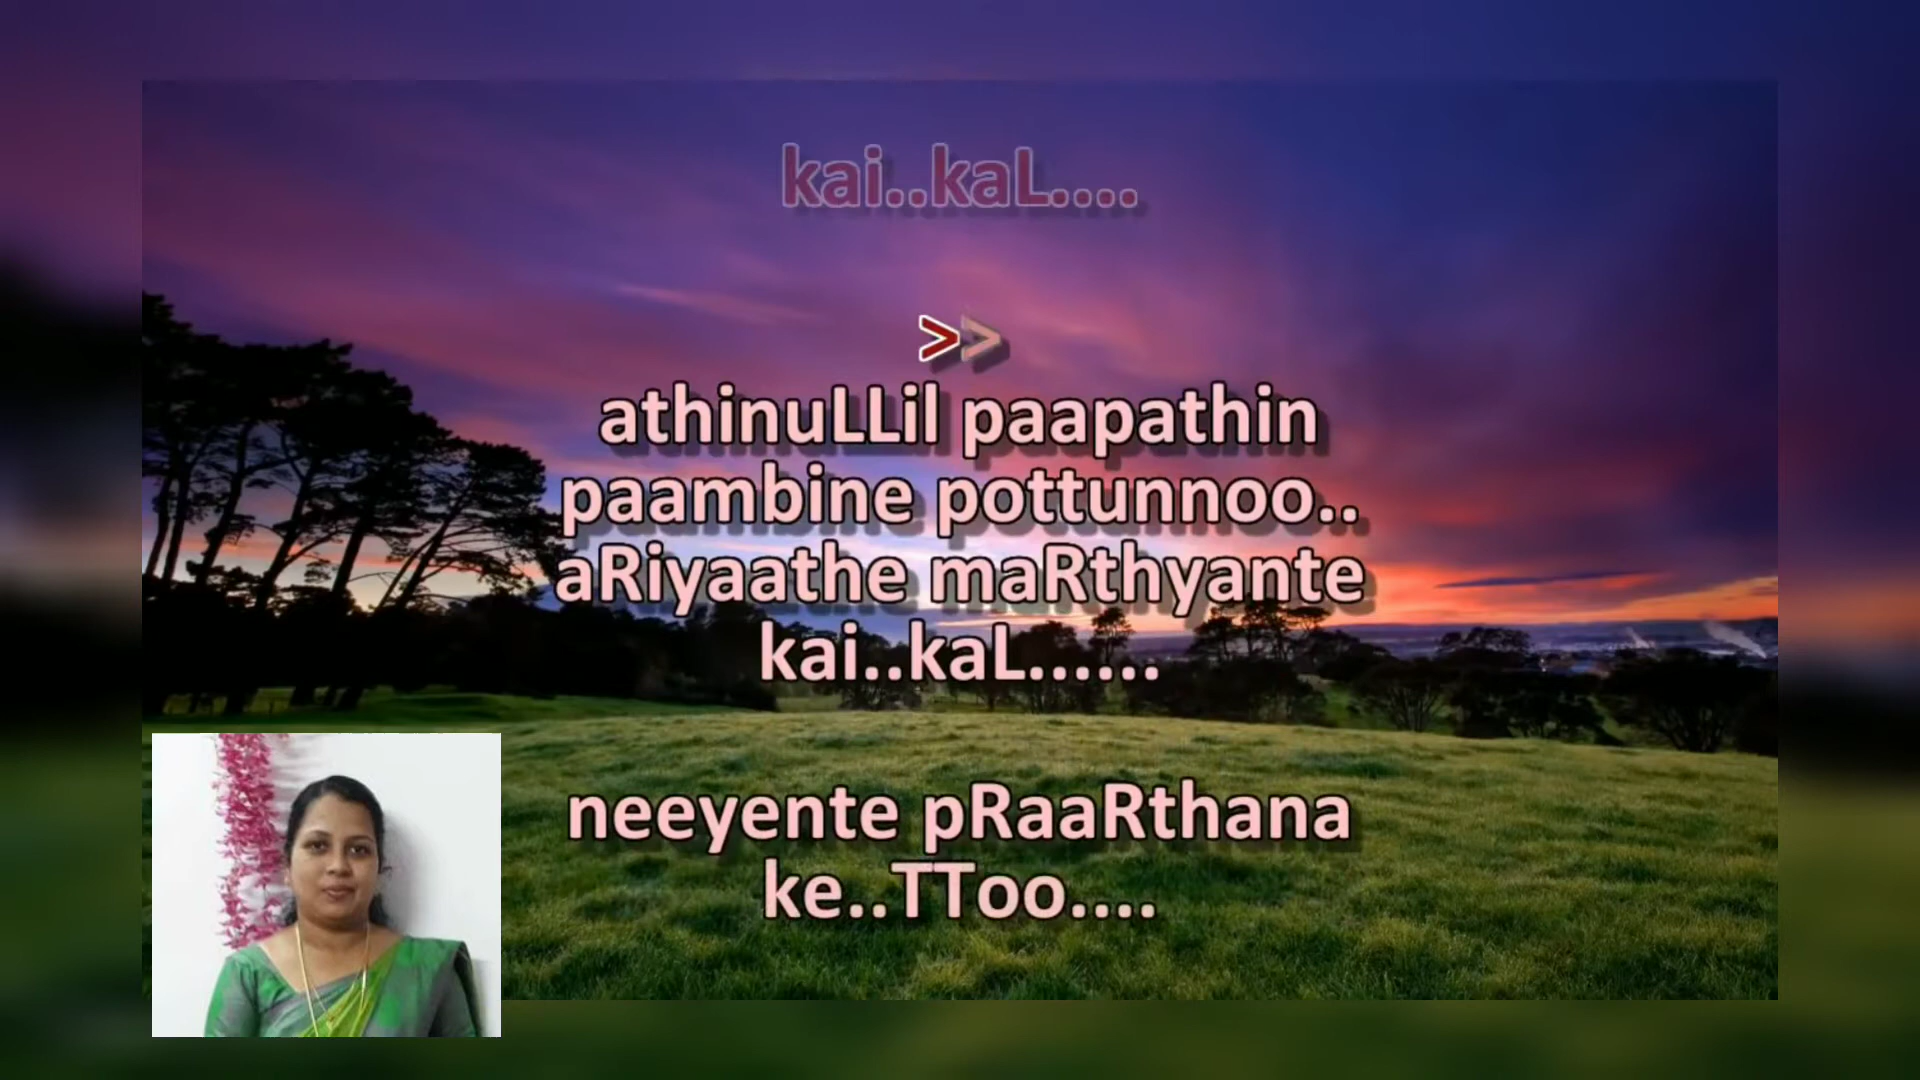 kai..kaL....
>>
athinuLLil paapathin
paambine pottunnoo..
aRiyaathe maRthyante
kai..kaL......
neeyente pRaaRthana
ke..TToo....